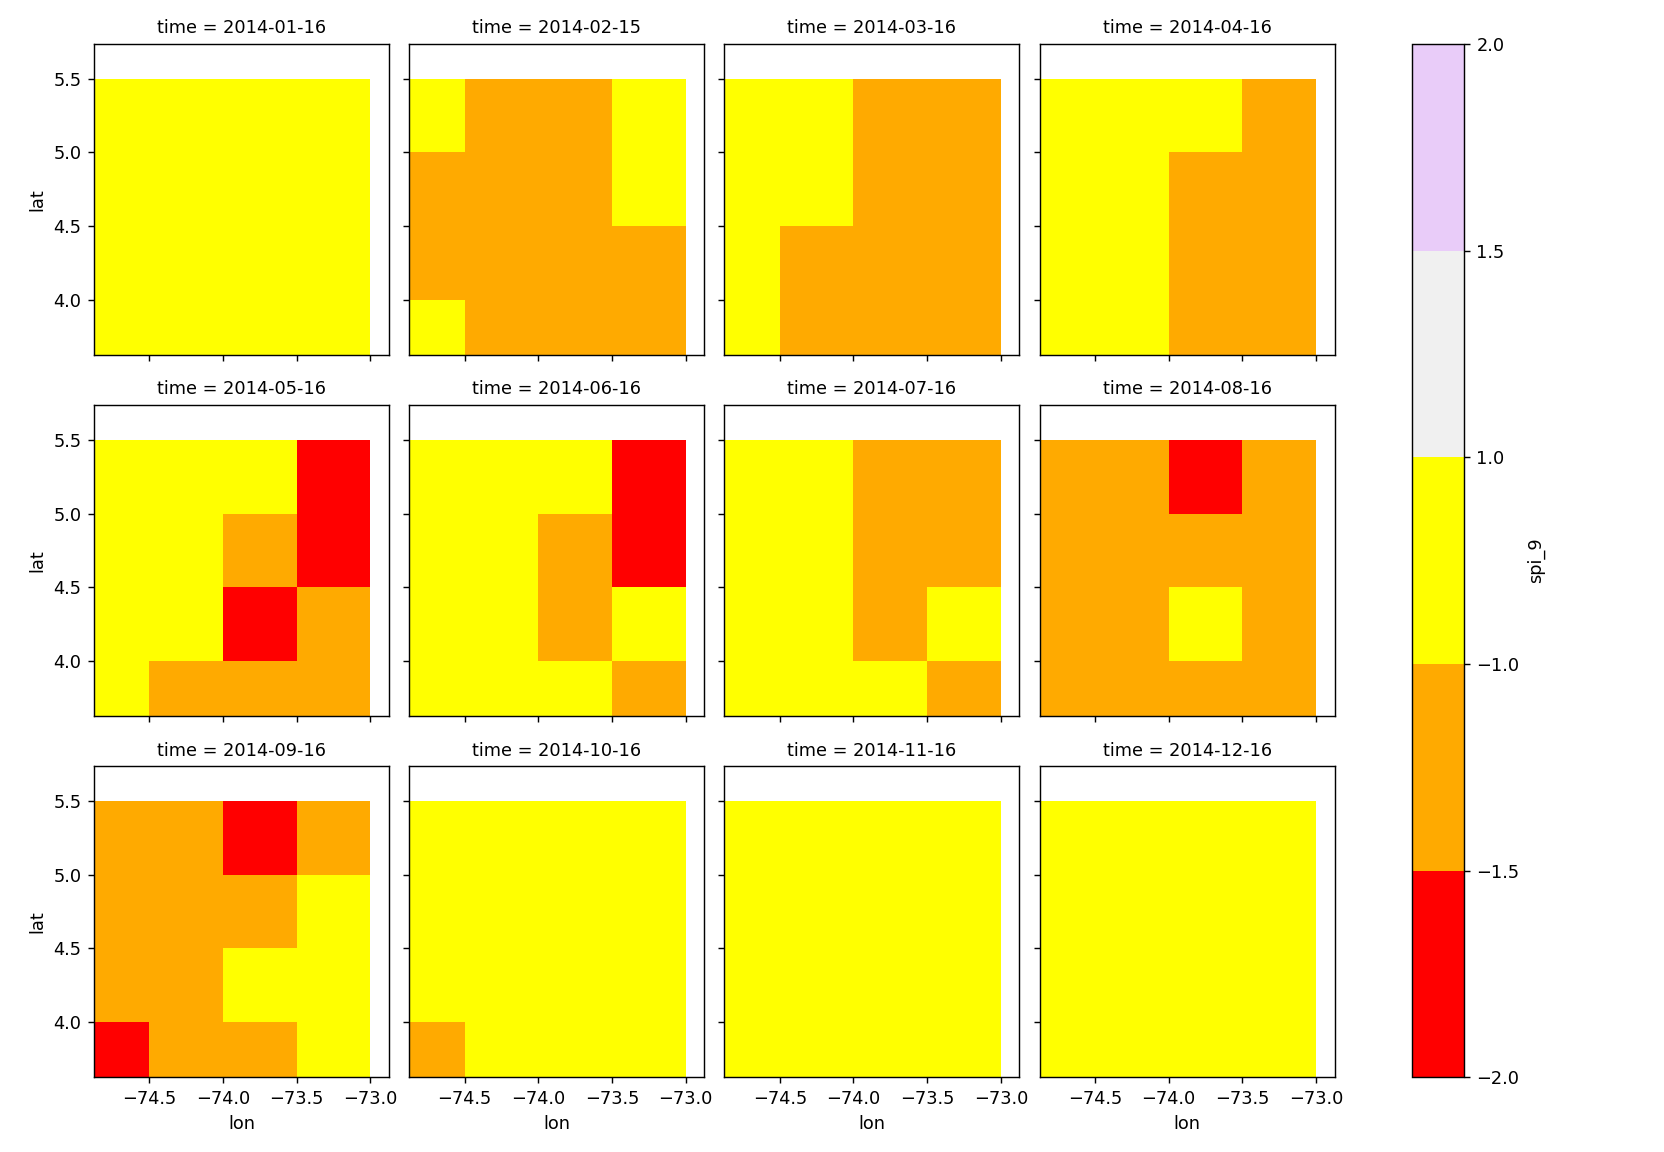 time = 2014-01-16
time = 2014-02-15
time = 2014-03-16
time = 2014-04-16
5.5
5.0
4.5
4.0
lat
time = 2014-05-16
time = 2014-06-16
time = 2014-07-16
time = 2014-08-16
5.5
5.0
4.5
4.0
lat
time = 2014-09-16
time = 2014-10-16
time = 2014-11-16
time = 2014-12-16
5.5
5.0
4.5
4.0
lat
−74.5 −74.0 −73.5 −73.0
lon
−74.5 −74.0 −73.5 −73.0
lon
−74.5 −74.0 −73.5 −73.0
lon
−74.5 −74.0 −73.5 −73.0
lon
2.0
1.5
1.0
−1.0
−1.5
−2.0
spi_9